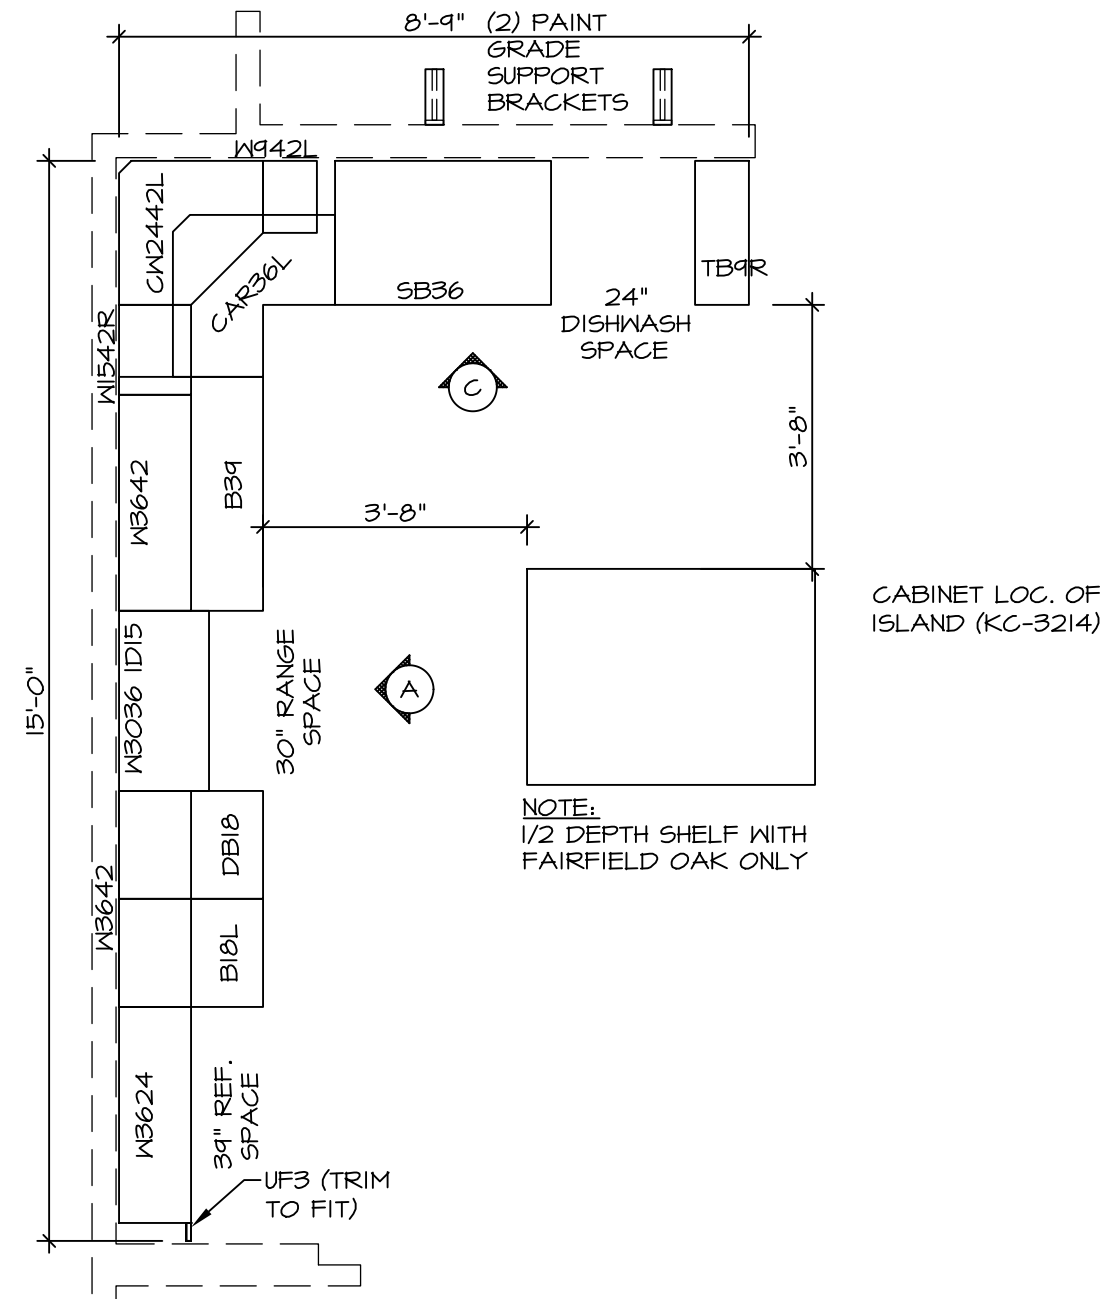 8'-9" (2) PAINT
GRADE
SUPPORT
BRACKETS
W942L
CW2442L
CAR36L
SB36
TB9R
24"
DISHWASH
SPACE
W1542R
C
3'-8"
W3642
B39
3'-8"
CABINET LOC. OF
ISLAND (KC-3214)
15'-0"
W3036 1D15
30" RANGE
SPACE
A
NOTE:
1/2 DEPTH SHELF WITH
FAIRFIELD OAK ONLY
DB18
W3642
B18L
W3624
39" REF.
SPACE
UF3 (TRIM
TO FIT)